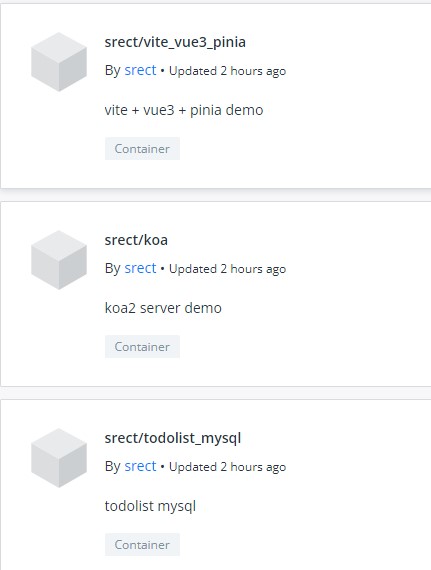 srect/vite_vue3_pinia
By srect • Updated 2 hours ago
vite + vue3 + pinia demo
Container
srect/koa
By srect • Updated 2 hours ago
koa2 server demo
Container
srect/todolist_mysql
By srect • Updated 2 hours ago
todolist mysql
Container